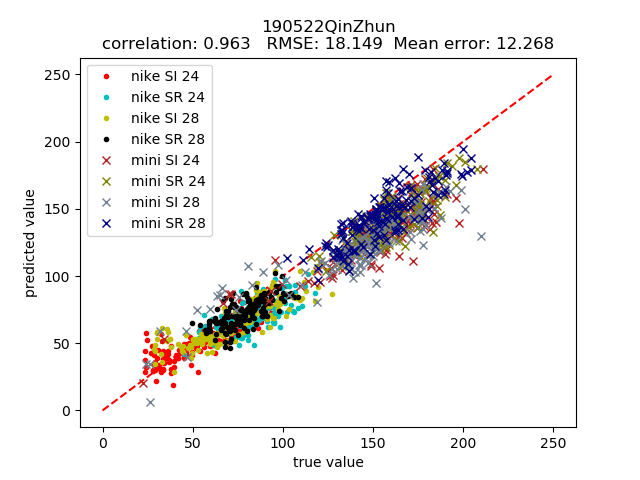 190522QinZhun
correlation: 0.963   RMSE: 18.149  Mean error: 12.268
250
200
150
100
50
0
predicted value
nike SI 24
nike SR 24
nike SI 28
nike SR 28
mini SI 24
mini SR 24
mini SI 28
mini SR 28
0 50 100 150 200 250
true value